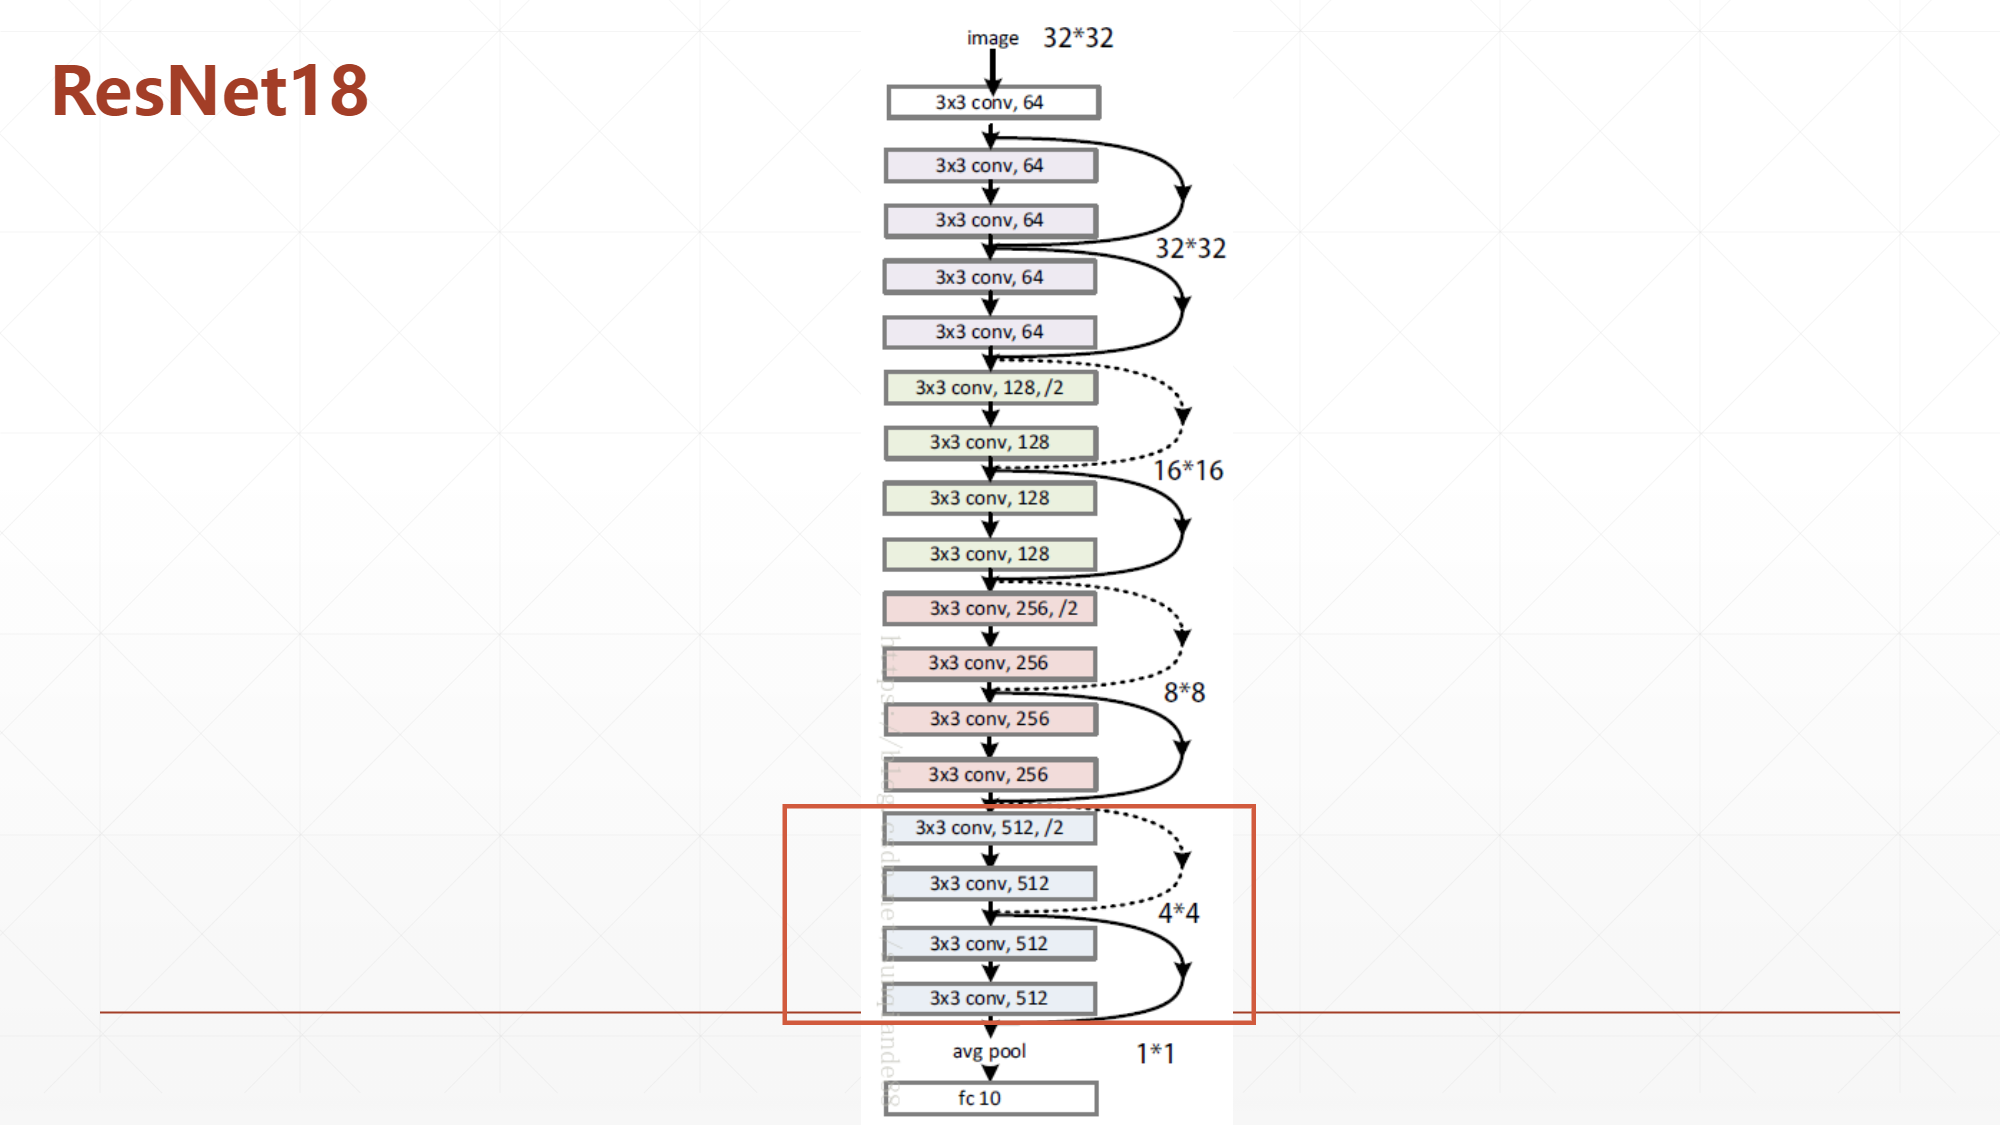 ResNet18
image 32*32
3x3 conv, 64
3x3 conv, 64
3x3 conv, 64
32*32
3x3 conv, 64
3x3 conv, 64
3x3 conv, 128, /2
3x3 conv, 128
16*16
3x3 conv, 128
3x3 conv, 128
3x3 conv, 256, /2
3x3 conv, 256
8*8
3x3 conv, 256
3x3 conv, 256
3x3 conv, 512, /2
3x3 conv, 512
4*4
3x3 conv, 512
3x3 conv, 512
avg pool 1*1
fc 10